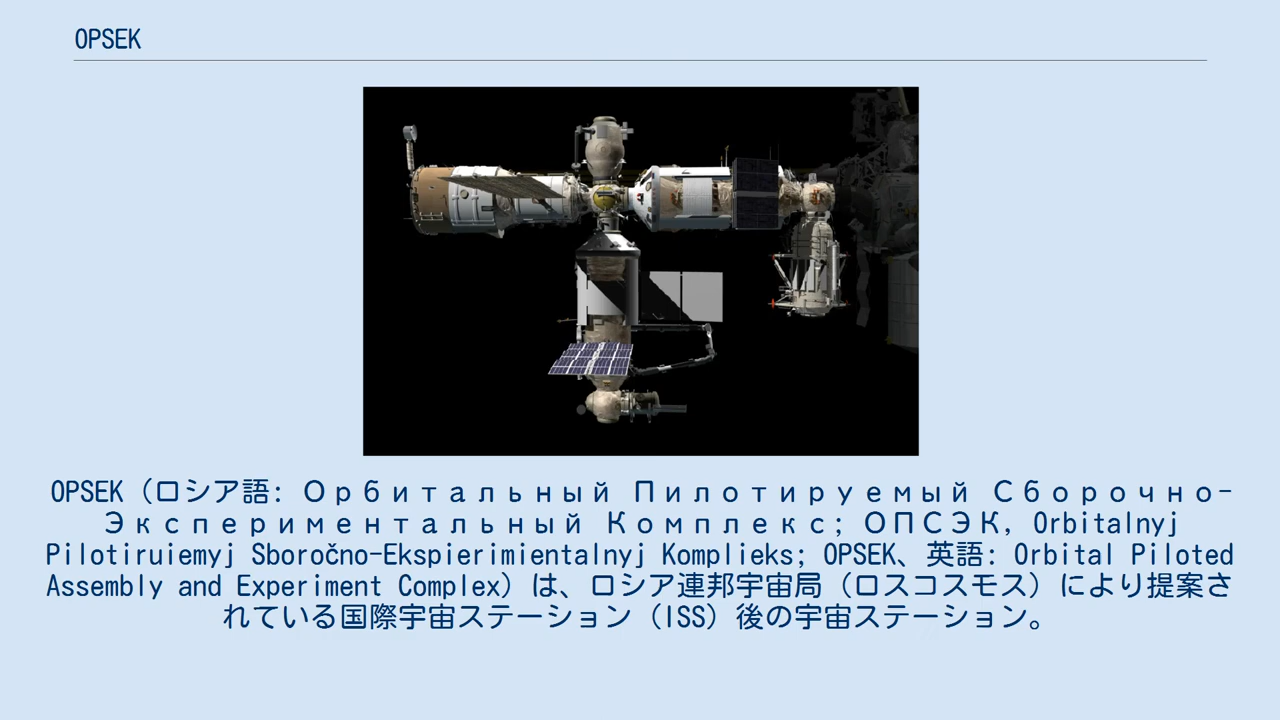 OPSEK
OPSEK（ロシア語: Орбитальный Пилотируемый Сборочно-
Экспериментальный Комплекс; ОПСЭК, Orbitalnyj
Pilotiruiemyj Sboročno-Ekspierimientalnyj Komplieks; OPSEK、英語: Orbital Piloted
Assembly and Experiment Complex）は、ロシア連邦宇宙局（ロスコスモス）により提案さ
れている国際宇宙ステーション（ISS）後の宇宙ステーション。